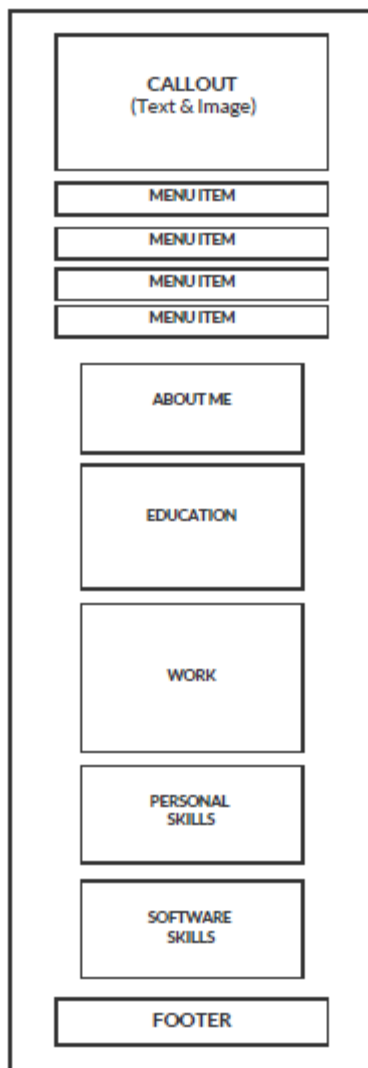 CALLOUT
(Text & Image)
MENU ITEM
MENU ITEM
MENU ITEM
MENU ITEM
ABOUT ME
EDUCATION
WORK
PERSONAL
SKILLS
SOFTWARE
SKILLS
FOOTER